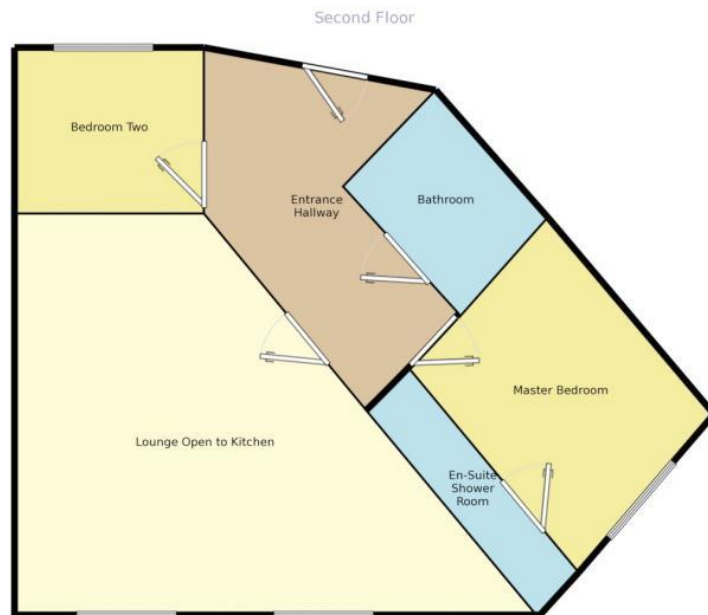 Second Floor
Bedroom Two
Entrance
Hallway
Bathroom
Master Bedroom
Lounge Open to Kitchen
En-Suite
Shower
Room